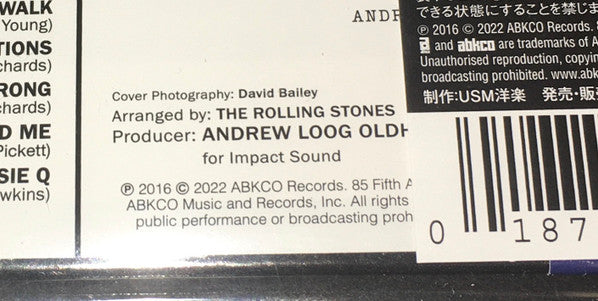 WALK
Young)
TIONS
chards)
RONG
chards)
D ME
Pickett)
SIE Q
wkins)
ANDR
Cover Photography: David Bailey
Arranged by: THE ROLLING STONES
Producer: ANDREW LOOG OLDH
for Impact Sound
℗ 2016 © 2022 ABKCO Records. 85 Fifth A
ABKCO Music and Records, Inc. All rights
public performance or broadcasting proh
できる状態にすることを禁じま
℗ 2016 © 2022 ABKCO Records. 85
a and abkco are trademarks of A
Unauthorised reproduction, copyin
broadcasting prohibited. www.abk
制作:USM洋楽 発売・販売
0 187